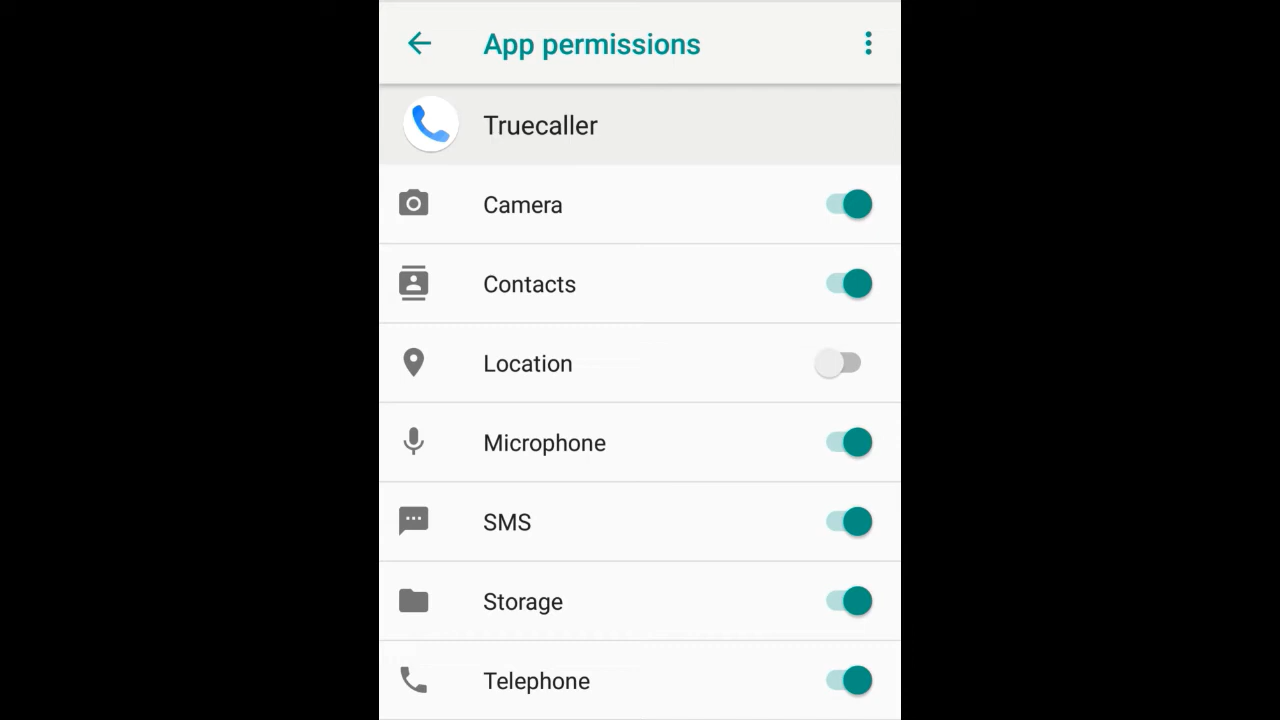 App permissions
Truecaller
Camera
Contacts
Location
Microphone
SMS
Storage
Telephone